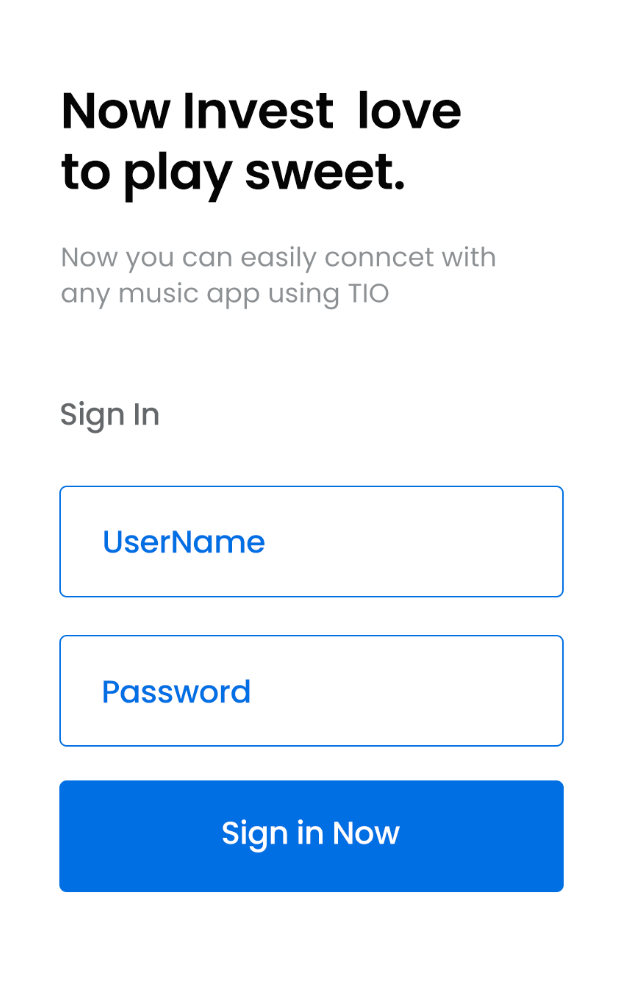 Now Invest  love
to play sweet.
Now you can easily conncet with
any music app using TIO
Sign In
UserName
Password
Sign in Now